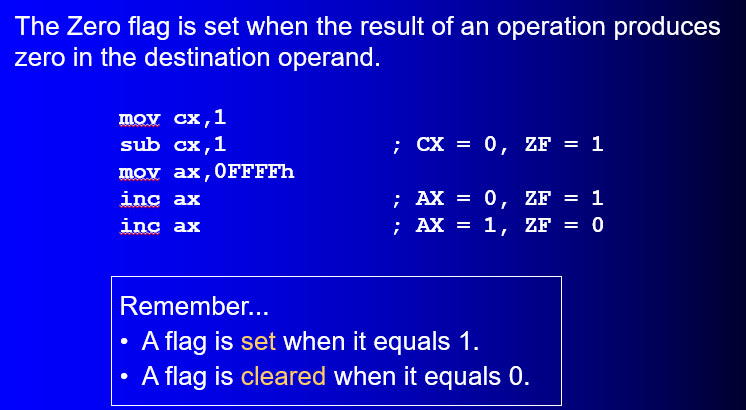 The Zero flag is set when the result of an operation produces
zero in the destination operand.
mov cx,1
sub cx,1 ; CX = 0, ZF = 1
mov ax,0FFFFh
inc ax ; AX = 0, ZF = 1
inc ax ; AX = 1, ZF = 0
Remember...
• A flag is set when it equals 1.
• A flag is cleared when it equals 0.